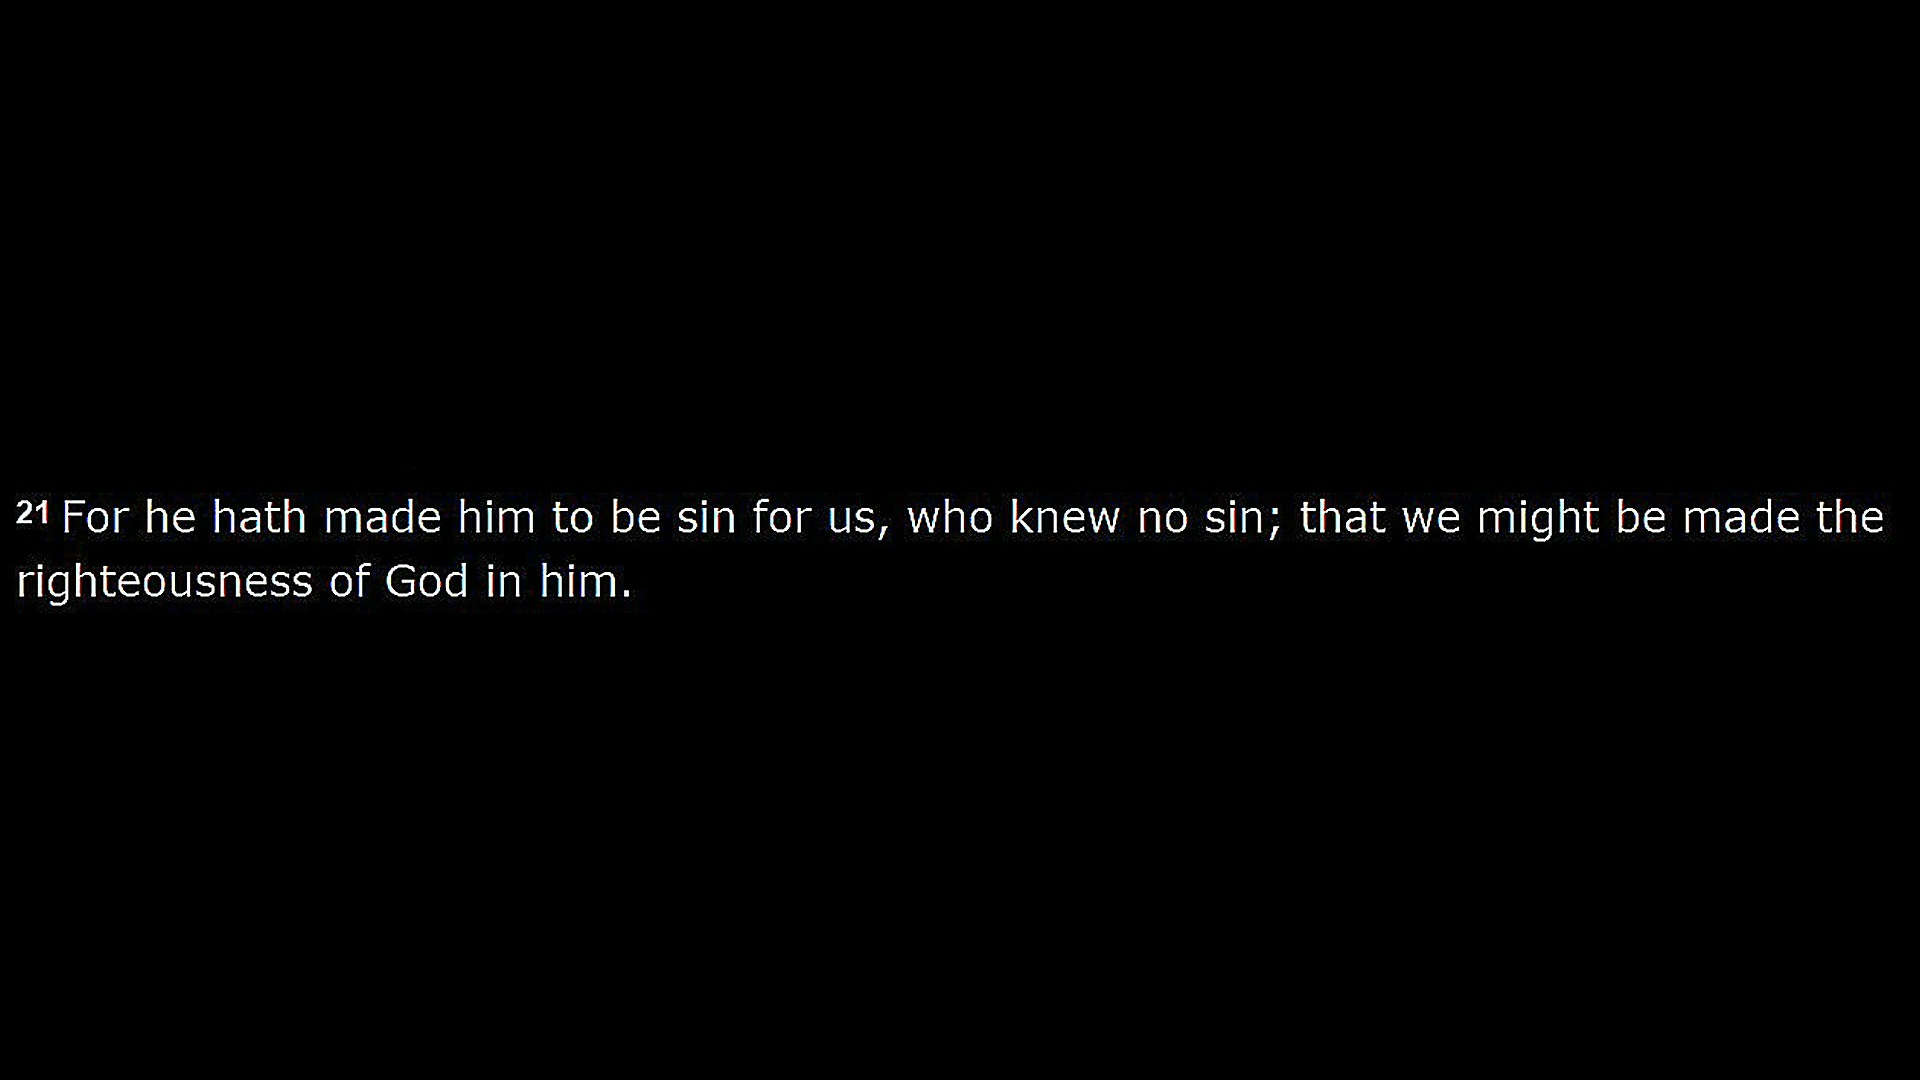 21 For he hath made him to be sin for us, who knew no sin; that we might be made the
righteousness of God in him.